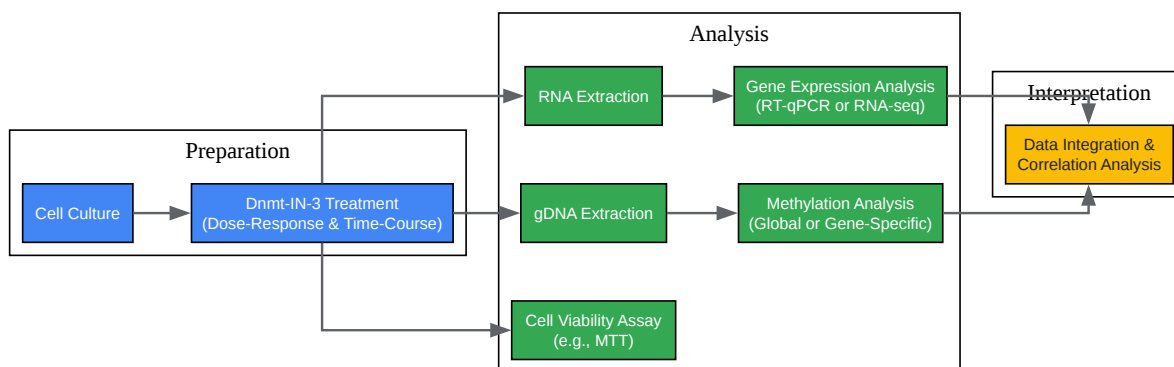 Analysis
RNA Extraction
Gene Expression Analysis
(RT-qPCR or RNA-seq)
Interpretation
Data Integration &
Correlation Analysis
Preparation
Cell Culture
Dnmt-IN-3 Treatment
(Dose-Response & Time-Course)
gDNA Extraction
Methylation Analysis
(Global or Gene-Specific)
Cell Viability Assay
(e.g., MTT)